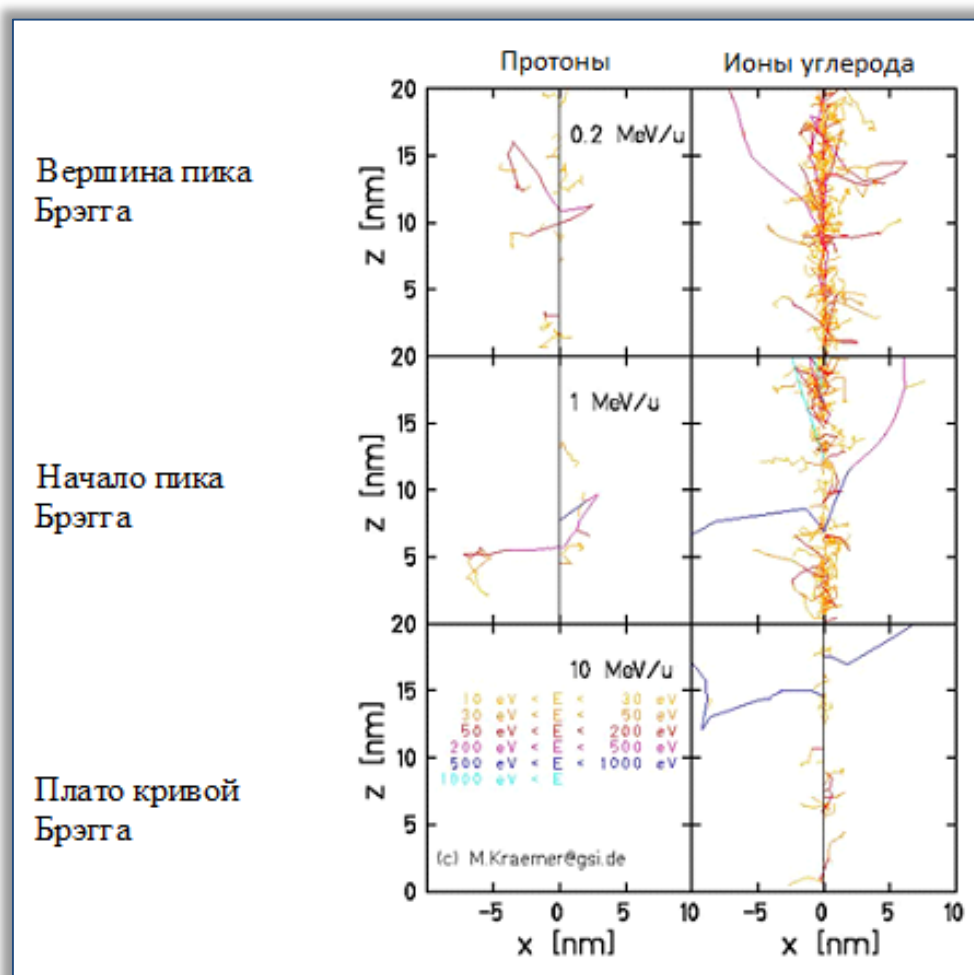 Протоны
Ионы углерода
Вершина пика
Брэгга
Начало пика
Брэгга
Плато кривой
Брэгга
20
15
10
5
z [nm]
0.2 MeV/u
20
15
10
5
z [nm]
1 MeV/u
20
15
10
5
0
z [nm]
10 MeV/u
10 eV < E < 30 eV
30 eV < E < 50 eV
50 eV < E < 200 eV
200 eV < E < 500 eV
500 eV < E < 1000 eV
1000 eV < E
(c) M.Kraemer@gsi.de
-5 0 5 10 -5 0 5 10
x [nm] x [nm]